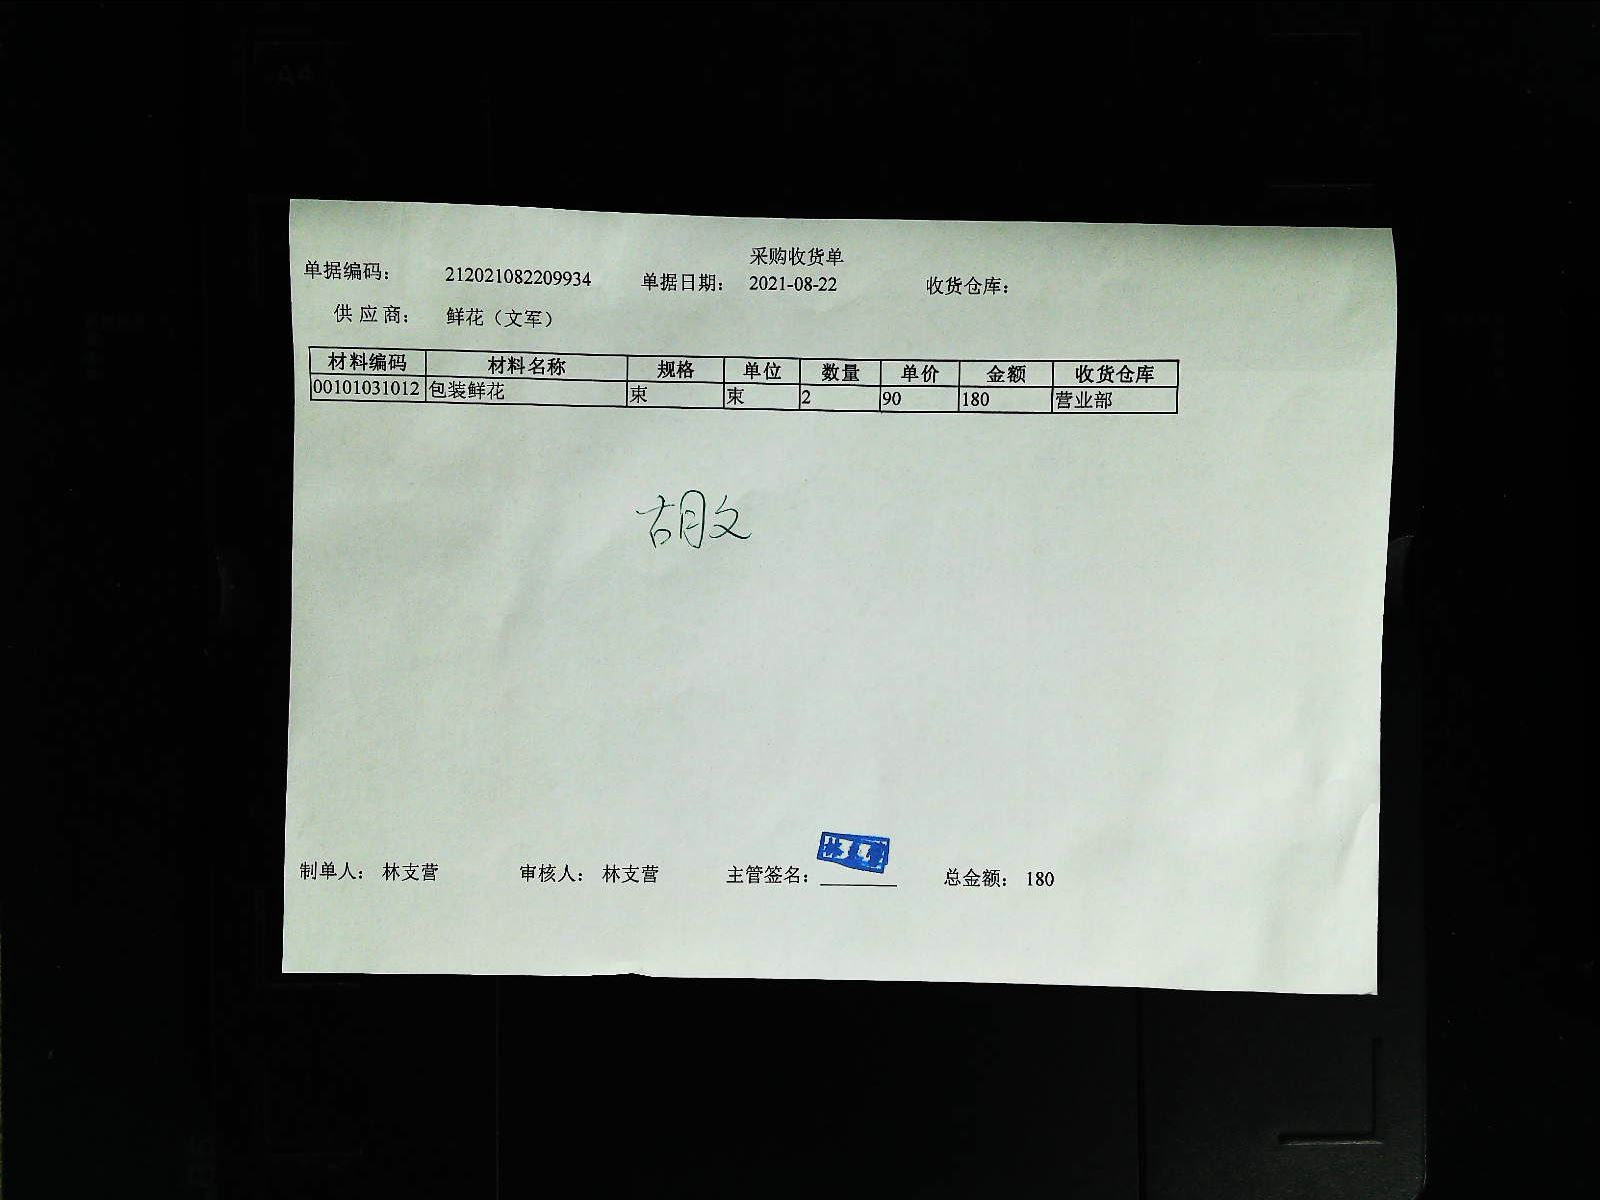 采购收货单
单据编码： 212021082209934 单据日期： 2021-08-22 收货仓库：
供应商： 鲜花（文军）
材料编码 材料名称 规格 单位 数量 单价 金额 收货仓库
00101031012 包装鲜花 束 束 2 90 180 营业部
胡文
制单人： 林支营 审核人： 林支营 主管签名： 总金额： 180